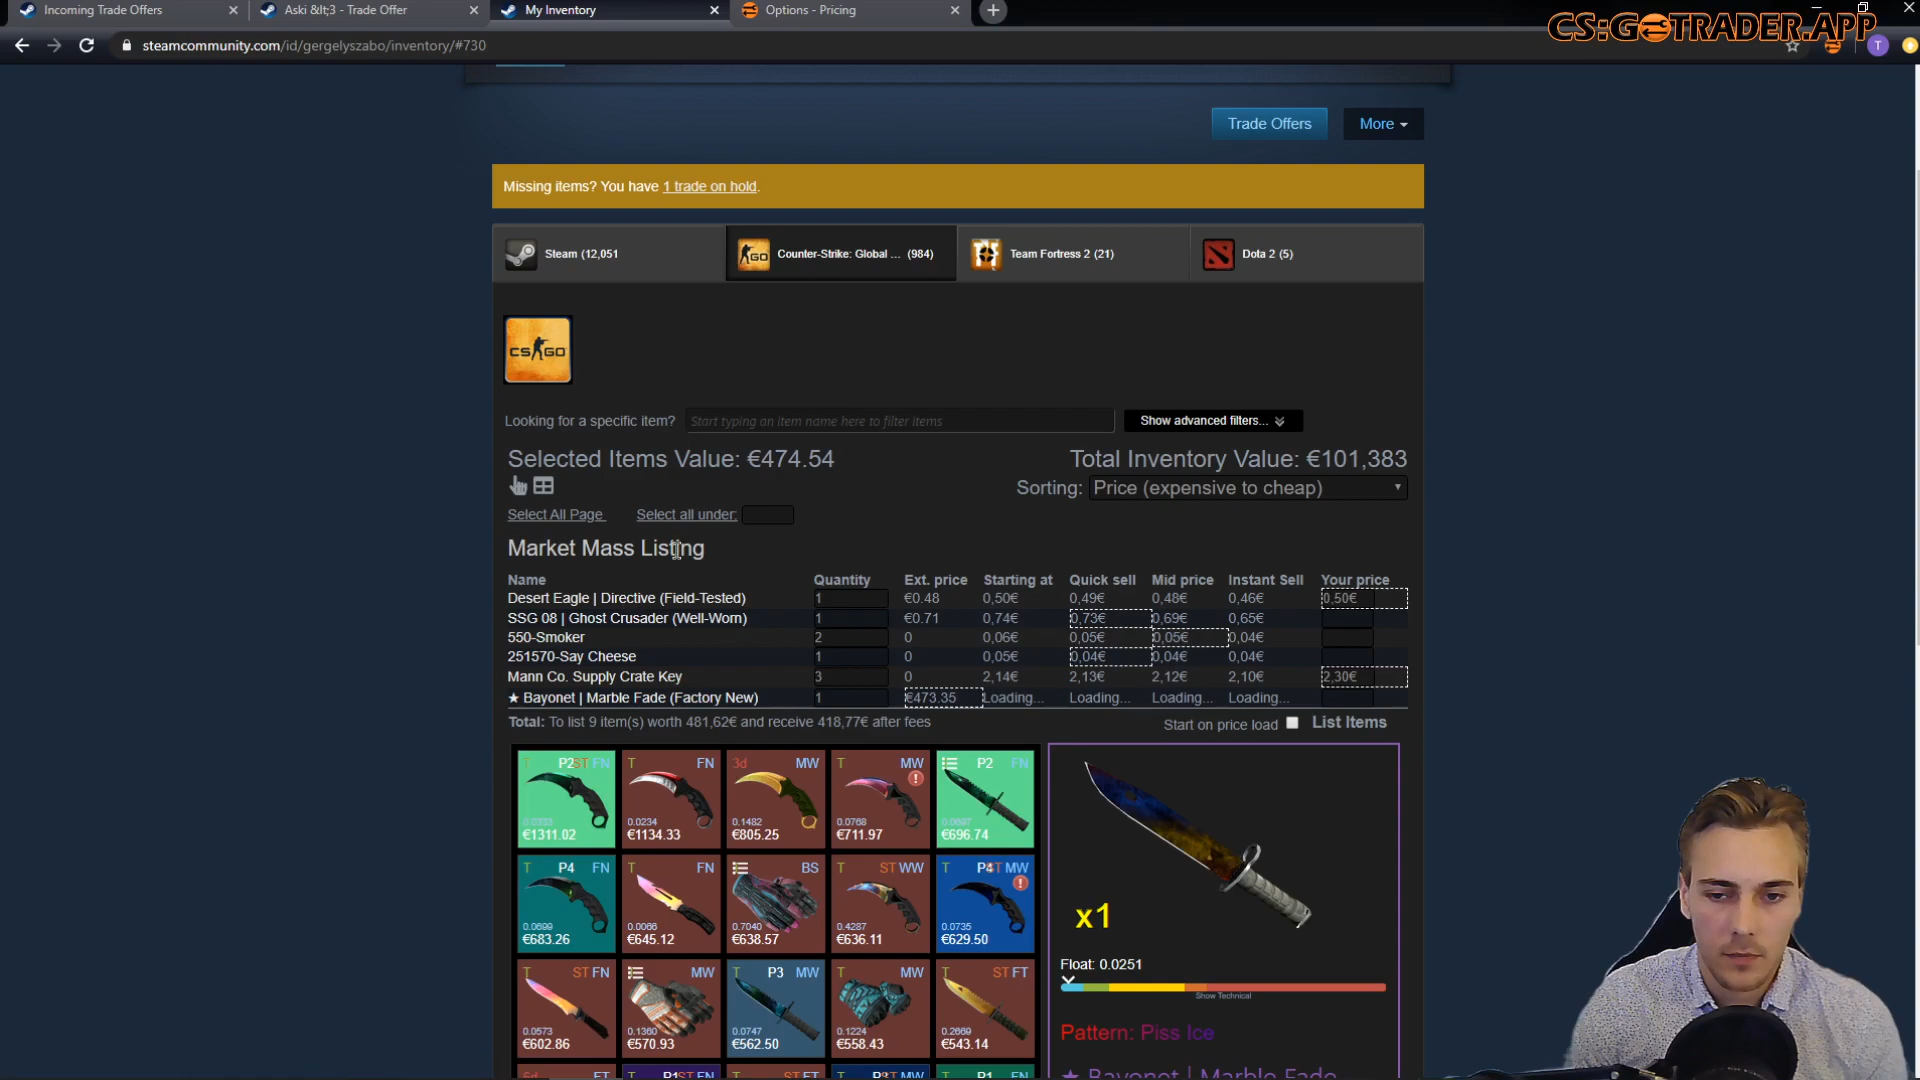 Incoming Trade Offers
Aski &lt;3 - Trade Offer
My Inventory
Options - Pricing
CS:GOTRADER.APP
steamcommunity.com/id/gergelyszabo/inventory/#730
T
Trade Offers
More
Missing items? You have 1 trade on hold.
Steam (12,051
Counter-Strike: Global ... (984)
Team Fortress 2 (21)
Dota 2 (5)
CS GO
Looking for a specific item?
Start typing an item name here to filter items
Show advanced filters...
Selected Items Value: €474.54
Total Inventory Value: €101,383
Sorting: Price (expensive to cheap)
Select All Page
Select all under:
Market Mass Listing
Name Quantity Ext. price Starting at Quick sell Mid price Instant Sell Your price
Desert Eagle | Directive (Field-Tested) 1 €0.48 0,50€ 0,49€ 0,48€ 0,46€ 0,50€
SSG 08 | Ghost Crusader (Well-Worn) 1 €0.71 0,74€ 0,73€ 0,69€ 0,65€
550-Smoker 2 0 0,06€ 0,05€ 0,05€ 0,04€
251570-Say Cheese 1 0 0,05€ 0,04€ 0,04€ 0,04€
Mann Co. Supply Crate Key 3 0 2,14€ 2,13€ 2,12€ 2,10€ 2,30€
★ Bayonet | Marble Fade (Factory New) 1 €473.35 Loading... Loading... Loading... Loading...
Total: To list 9 item(s) worth 481,62€ and receive 418,77€ after fees
Start on price load
List Items
T P2 ST FN
€1311.02
T FN
0.0234
€1134.33
3d MW
0.1482
€805.25
T MW
0.0768
€711.97
P2 FN
€696.74
T P4 FN
0.0699
€683.26
T FN
0.0066
€645.12
BS
0.7040
€638.57
T ST WW
0.4287
€636.11
T P4 ST MW
0.0735
€629.50
T ST FN
0.0573
€602.86
MW
0.1360
€570.93
T P3 MW
0.0747
€562.50
T MW
0.1224
€558.43
T ST FT
0.2669
€543.14
x1
Float: 0.0251
Show Technical
Pattern: Piss Ice
★ Bayonet | Marble Fade